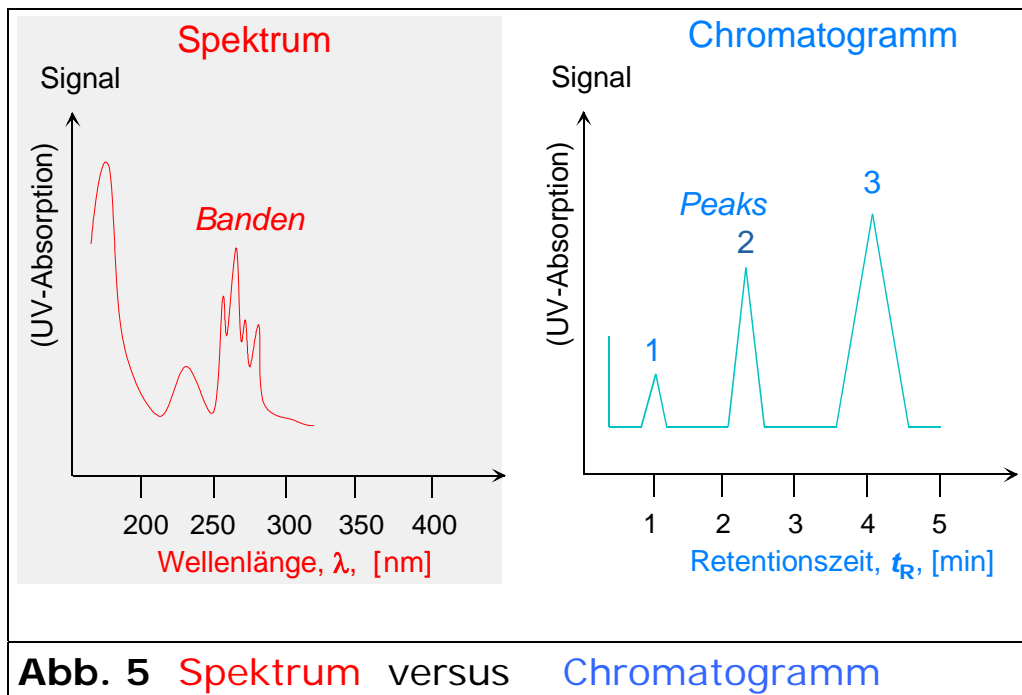 Spektrum
Signal
(UV-Absorption)
Banden
200 250 300 350 400
Wellenlänge, λ, [nm]
Chromatogramm
Signal
(UV-Absorption)
Peaks
1
2
3
1 2 3 4 5
Retentionszeit, tR, [min]
Abb. 5 Spektrum versus Chromatogramm